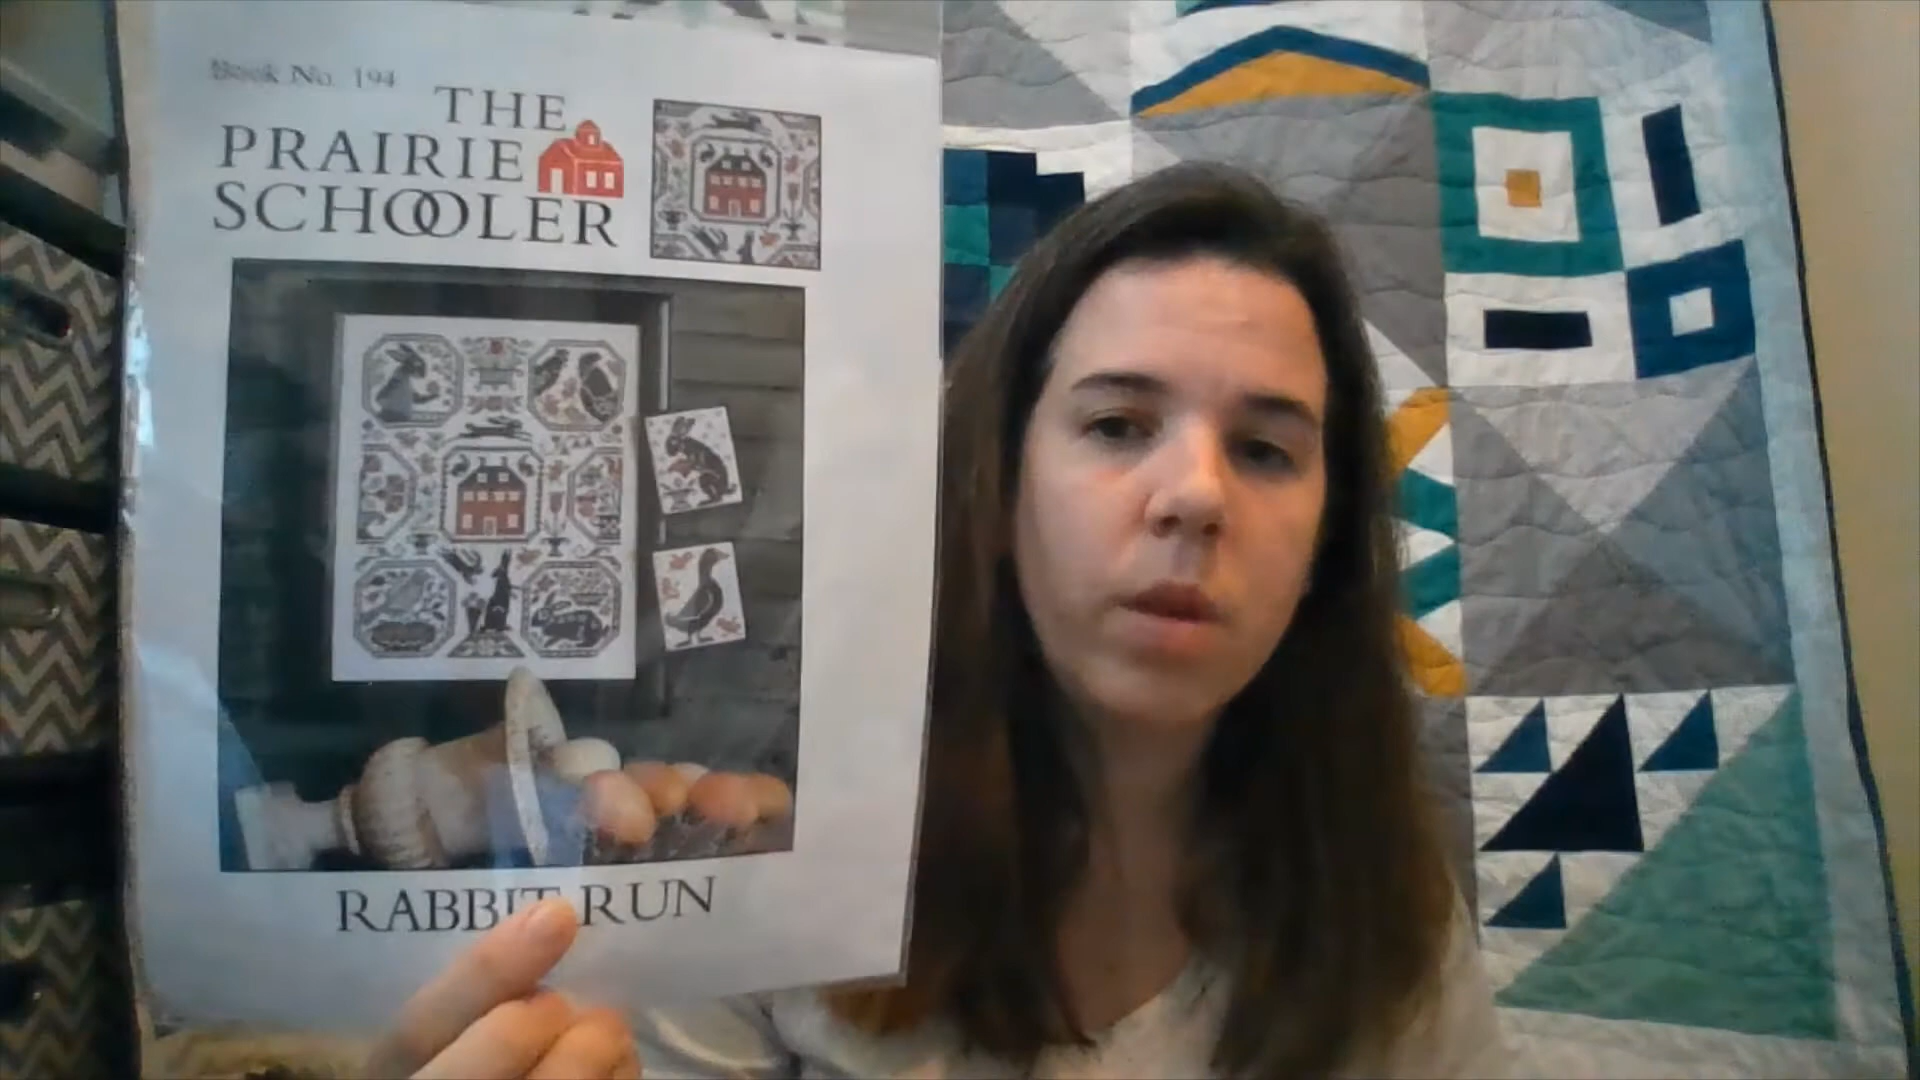 Book No. 194
THE
PRAIRIE
SCHOOLER
RABBIT RUN